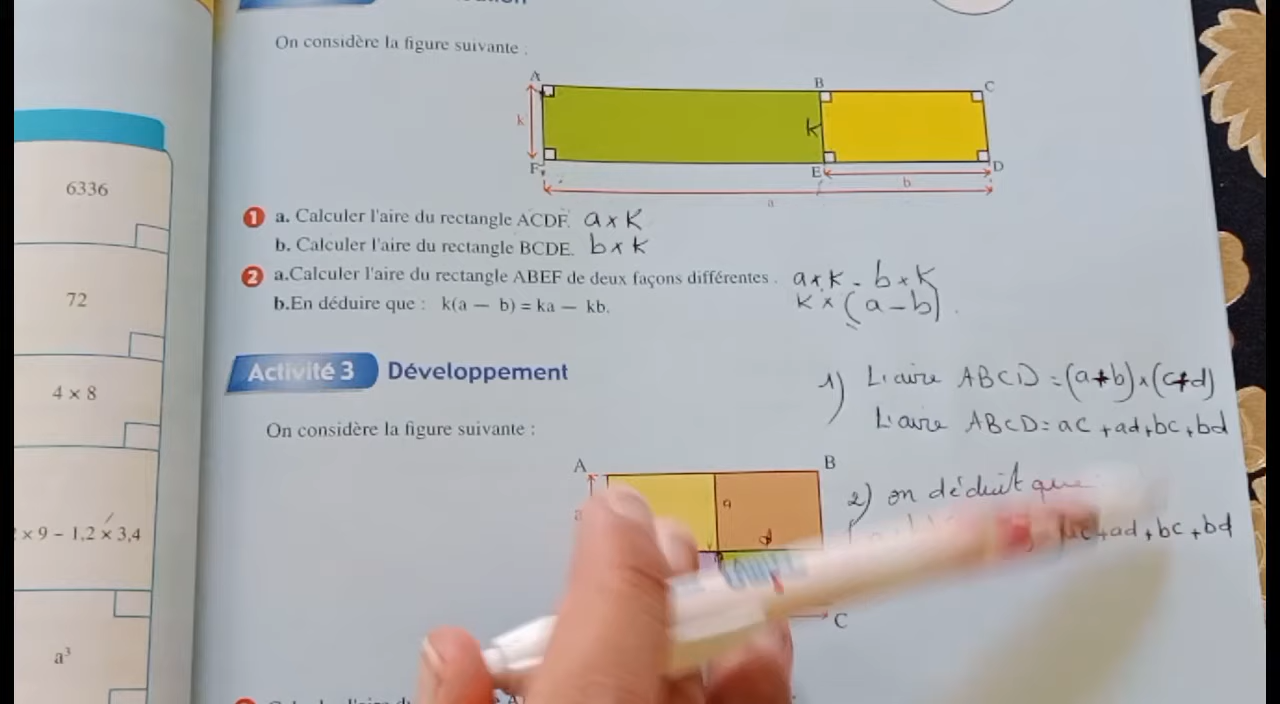 On considère la figure suivante :
A
B
C
k
K
F
E
D
b
a
6336
1 a. Calculer l'aire du rectangle ACDF. a x K
b. Calculer l'aire du rectangle BCDE. b x K
2 a.Calculer l'aire du rectangle ABEF de deux façons différentes . a x K - b x K
b.En déduire que : k(a — b) = ka — kb. K x (a - b) .
72
Activité 3 Développement
4 x 8
1) L'aire ABCD = (a+b) x (c+d)
On considère la figure suivante :
L'aire ABCD = ac + ad + bc + bd
A
B
2) on déduit que
a
d
x 9 – 1,2 x 3,4
+ad + bc + bd
C
a³